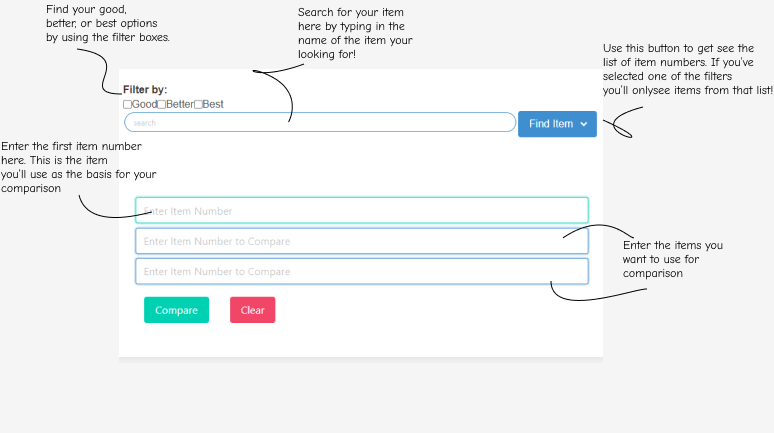 Find your good,
better, or best options
by using the filter boxes.
Search for your item
here by typing in the
name of the item your
looking for!
Use this button to get see the
list of item numbers. If you've
selected one of the filters
you'll onlysee items from that list!
Filter by:
Good Better Best
search
Find Item
Enter the first item number
here. This is the item
you'll use as the basis for your
comparison
Enter Item Number
Enter Item Number to Compare
Enter Item Number to Compare
Enter the items you
want to use for
comparison
Compare
Clear